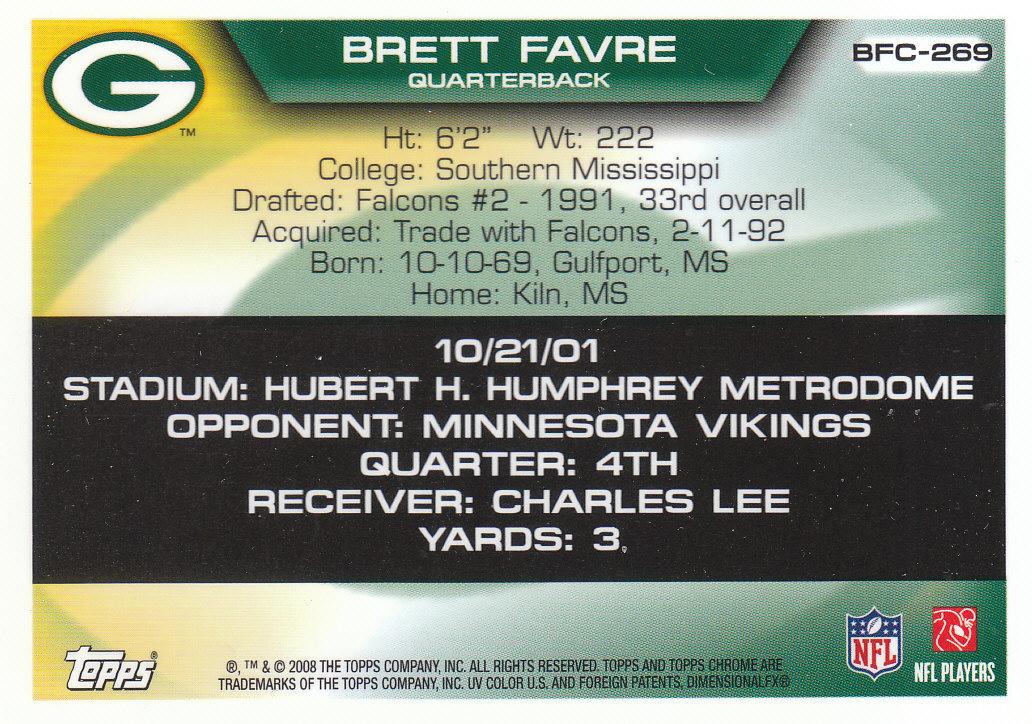 BRETT FAVRE
QUARTERBACK
BFC-269
G
TM
Ht: 6'2" Wt: 222
College: Southern Mississippi
Drafted: Falcons #2 - 1991, 33rd overall
Acquired: Trade with Falcons, 2-11-92
Born: 10-10-69, Gulfport, MS
Home: Kiln, MS
10/21/01
STADIUM: HUBERT H. HUMPHREY METRODOME
OPPONENT: MINNESOTA VIKINGS
QUARTER: 4TH
RECEIVER: CHARLES LEE
YARDS: 3
topps®
®, ™ & © 2008 THE TOPPS COMPANY, INC. ALL RIGHTS RESERVED. TOPPS AND TOPPS CHROME ARE
TRADEMARKS OF THE TOPPS COMPANY, INC. UV COLOR U.S. AND FOREIGN PATENTS, DIMENSIONALFX®
NFL
NFL PLAYERS